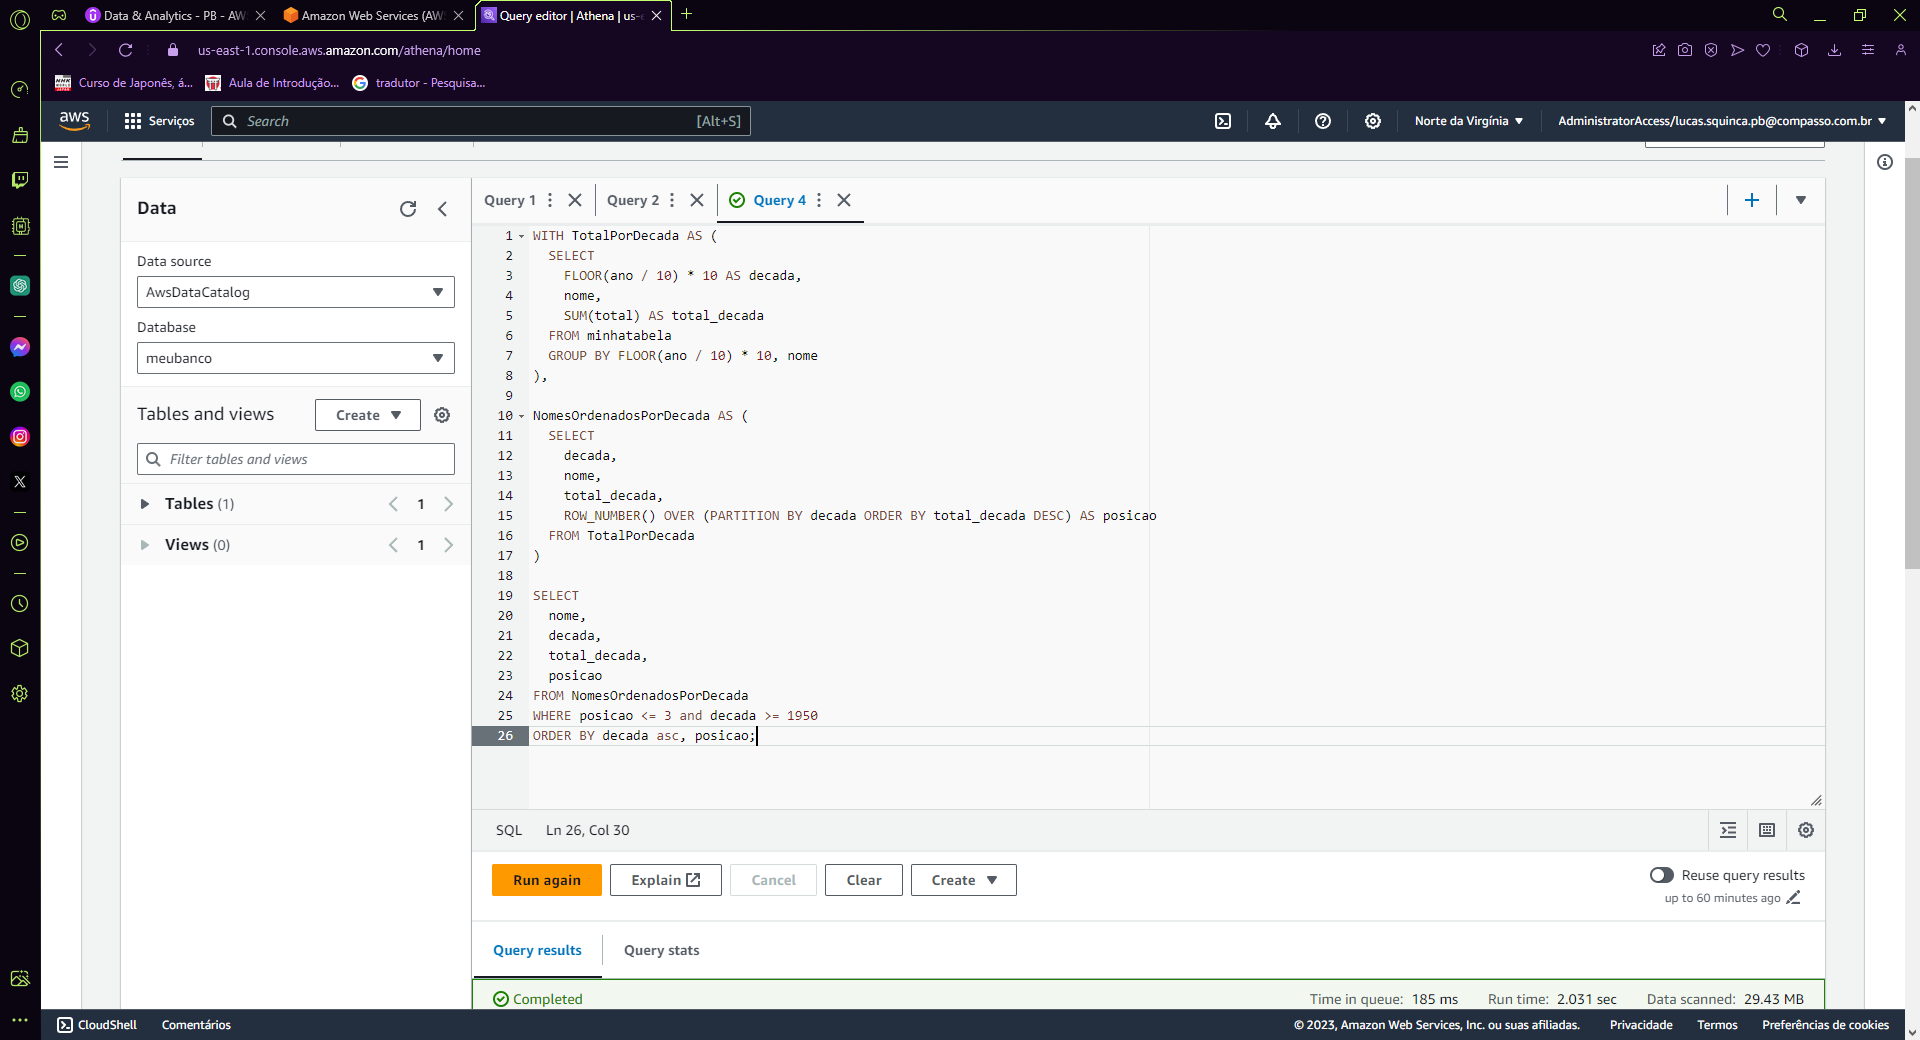 Data & Analytics - PB - AW
Amazon Web Services (AW
Query editor | Athena | us-e
us-east-1.console.aws.amazon.com/athena/home
Curso de Japonês, á...
Aula de Introdução...
tradutor - Pesquisa...
aws
Serviços
Search
[Alt+S]
Norte da Virgínia
AdministratorAccess/lucas.squinca.pb@compasso.com.br
Data
Data source
AwsDataCatalog
Database
meubanco
Tables and views
Create
Filter tables and views
Tables (1)
1
Views (0)
1
Query 1
Query 2
Query 4
1 WITH TotalPorDecada AS (
2 SELECT
3 FLOOR(ano / 10) * 10 AS decada,
4 nome,
5 SUM(total) AS total_decada
6 FROM minhatabela
7 GROUP BY FLOOR(ano / 10) * 10, nome
8 ),
9
10 NomesOrdenadosPorDecada AS (
11 SELECT
12 decada,
13 nome,
14 total_decada,
15 ROW_NUMBER() OVER (PARTITION BY decada ORDER BY total_decada DESC) AS posicao
16 FROM TotalPorDecada
17 )
18
19 SELECT
20 nome,
21 decada,
22 total_decada,
23 posicao
24 FROM NomesOrdenadosPorDecada
25 WHERE posicao <= 3 and decada >= 1950
26 ORDER BY decada asc, posicao;
SQL
Ln 26, Col 30
Run again
Explain
Cancel
Clear
Create
Reuse query results
up to 60 minutes ago
Query results
Query stats
Completed
Time in queue: 185 ms
Run time: 2.031 sec
Data scanned: 29.43 MB
CloudShell
Comentários
© 2023, Amazon Web Services, Inc. ou suas afiliadas.
Privacidade
Termos
Preferências de cookies